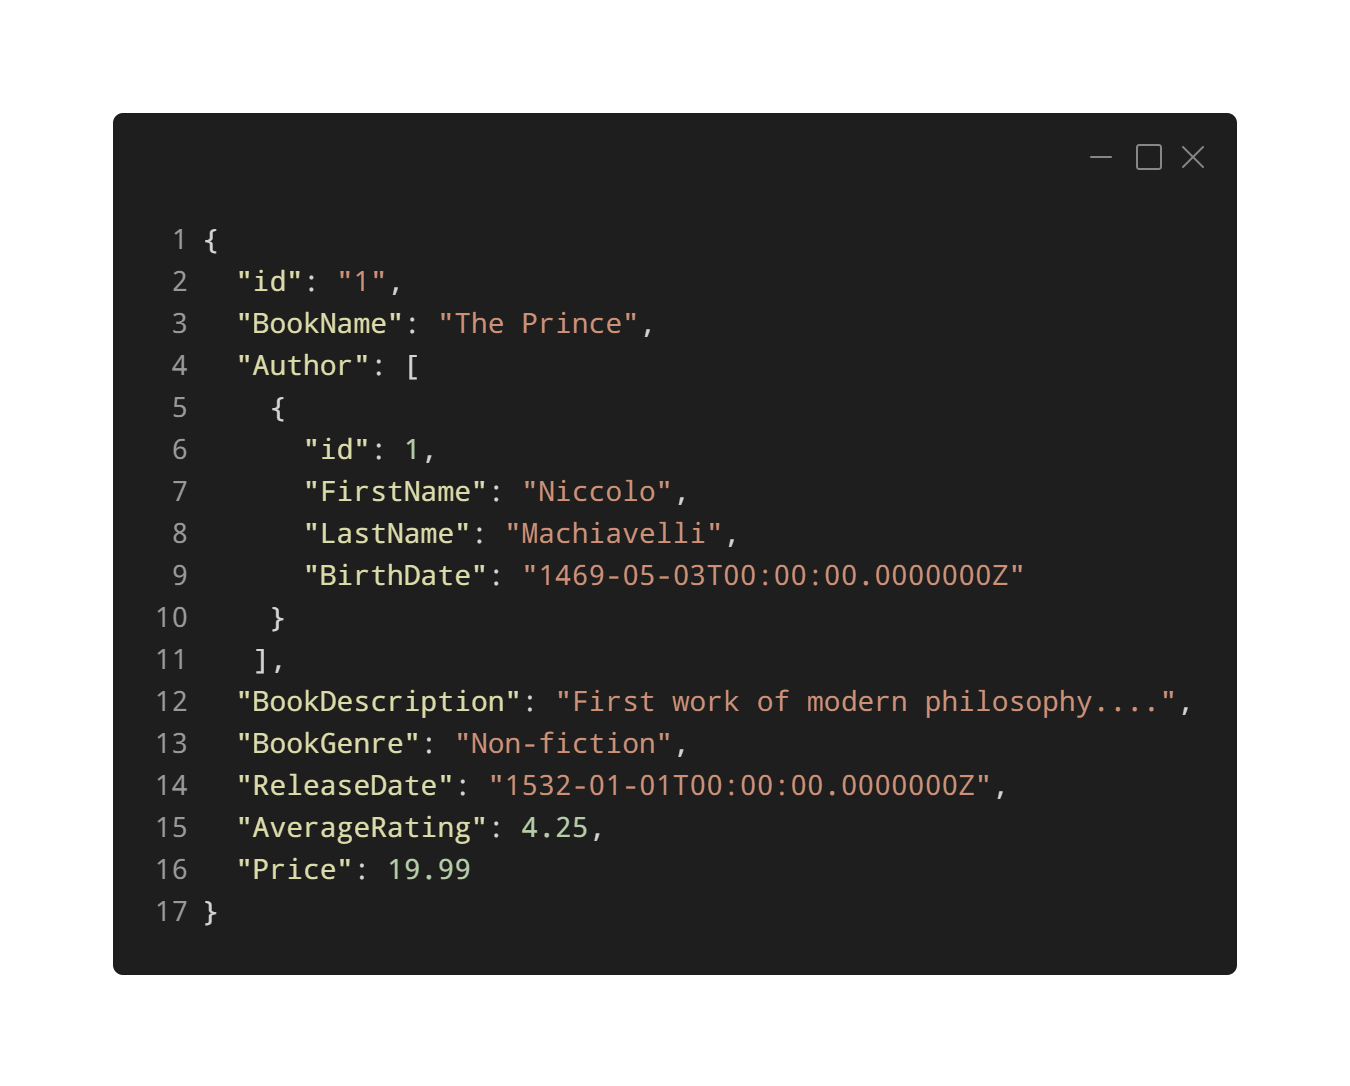 1 {
2   "id": "1",
3   "BookName": "The Prince",
4   "Author": [
5     {
6       "id": 1,
7       "FirstName": "Niccolo",
8       "LastName": "Machiavelli",
9       "BirthDate": "1469-05-03T00:00:00.0000000Z"
10     }
11    ],
12   "BookDescription": "First work of modern philosophy....",
13   "BookGenre": "Non-fiction",
14   "ReleaseDate": "1532-01-01T00:00:00.0000000Z",
15   "AverageRating": 4.25,
16   "Price": 19.99
17 }